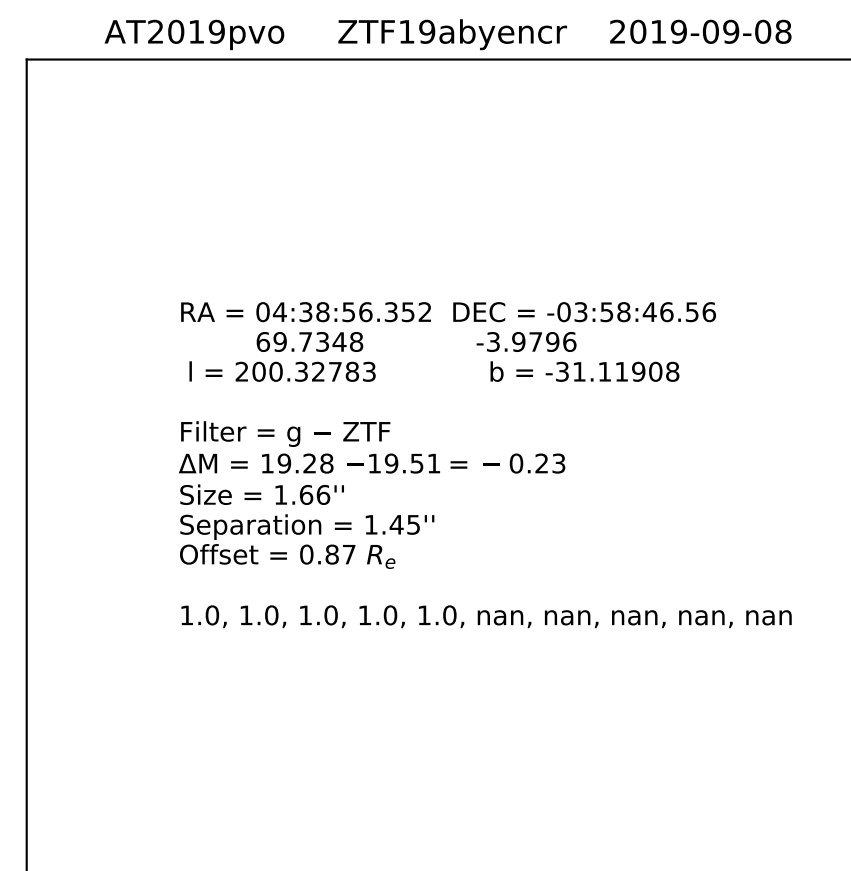 AT2019pvo ZTF19abyencr 2019-09-08
RA = 04:38:56.352 DEC = -03:58:46.56
69.7348 -3.9796
l = 200.32783 b = -31.11908
Filter = g − ZTF
ΔM = 19.28 −19.51 = − 0.23
Size = 1.66''
Separation = 1.45''
Offset = 0.87 Rₑ
1.0, 1.0, 1.0, 1.0, 1.0, nan, nan, nan, nan, nan